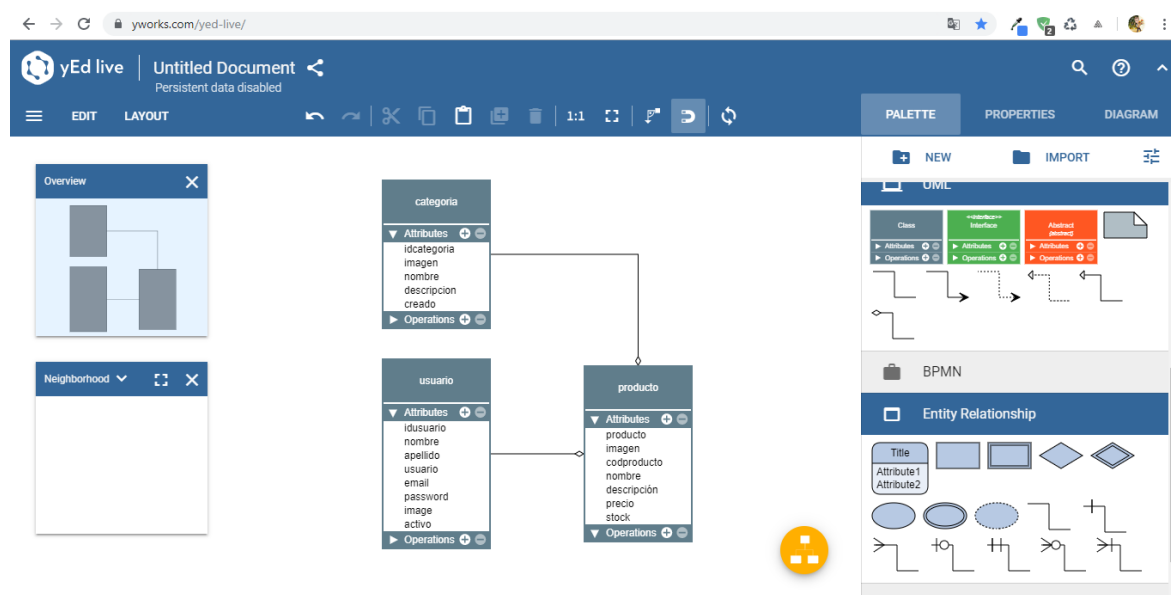 yworks.com/yed-live/
2
yEd live
Untitled Document
Persistent data disabled
EDIT
LAYOUT
1:1
PALETTE
PROPERTIES
DIAGRAM
NEW
IMPORT
Overview
Neighborhood
categoria
Attributes
idcategoria
imagen
nombre
descripcion
creado
Operations
usuario
Attributes
idusuario
nombre
apellido
usuario
email
password
image
activo
Operations
producto
Attributes
producto
imagen
codproducto
nombre
descripción
precio
stock
Operations
UML
Class
Attributes
Operations
<<Interface>>
Interface
Attributes
Operations
Abstract
{abstract}
Attributes
Operations
BPMN
Entity Relationship
Title
Attribute1
Attribute2